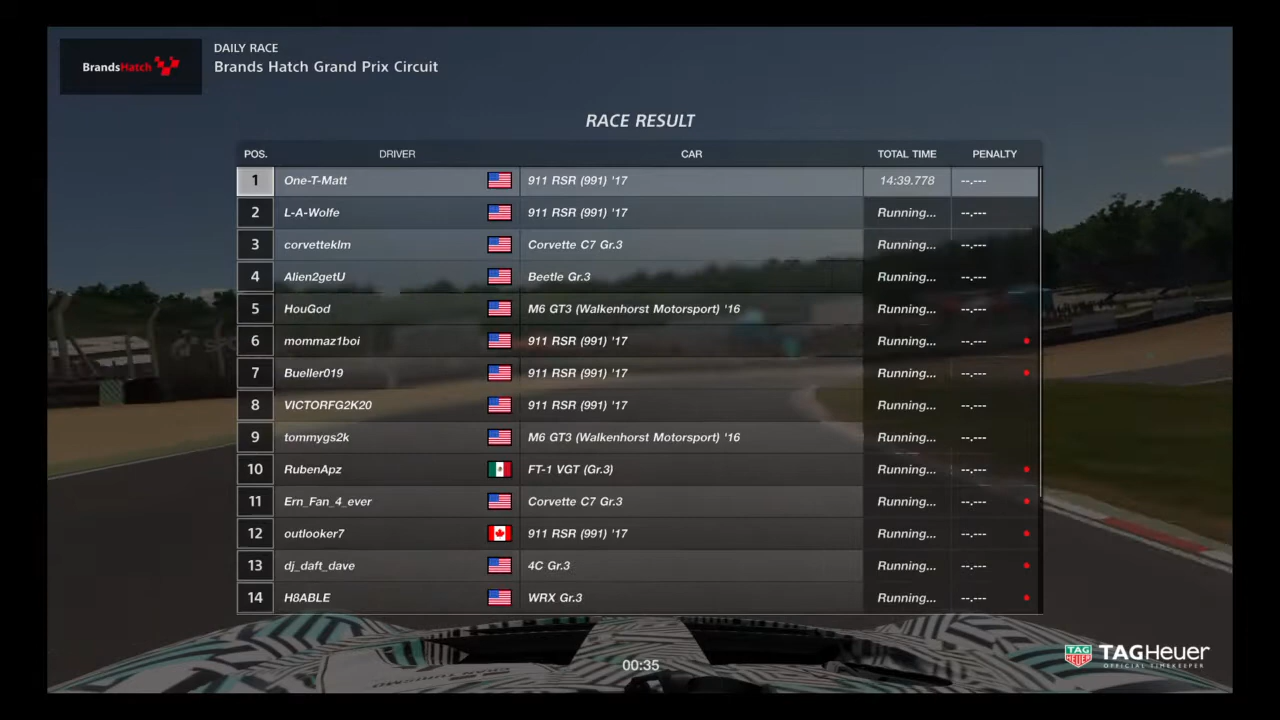 BrandsHatch
DAILY RACE
Brands Hatch Grand Prix Circuit
RACE RESULT
POS. DRIVER CAR TOTAL TIME PENALTY
1 One-T-Matt 911 RSR (991) '17 14:39.778 --.---
2 L-A-Wolfe 911 RSR (991) '17 Running... --.---
3 corvetteklm Corvette C7 Gr.3 Running... --.---
4 Alien2getU Beetle Gr.3 Running... --.---
5 HouGod M6 GT3 (Walkenhorst Motorsport) '16 Running... --.---
6 mommaz1boi 911 RSR (991) '17 Running... --.---
7 Bueller019 911 RSR (991) '17 Running... --.---
8 VICTORFG2K20 911 RSR (991) '17 Running... --.---
9 tommygs2k M6 GT3 (Walkenhorst Motorsport) '16 Running... --.---
10 RubenApz FT-1 VGT (Gr.3) Running... --.---
11 Ern_Fan_4_ever Corvette C7 Gr.3 Running... --.---
12 outlooker7 911 RSR (991) '17 Running... --.---
13 dj_daft_dave 4C Gr.3 Running... --.---
14 H8ABLE WRX Gr.3 Running... --.---
00:35
TAG HEUER TAGHeuer
OFFICIAL TIMEKEEPER